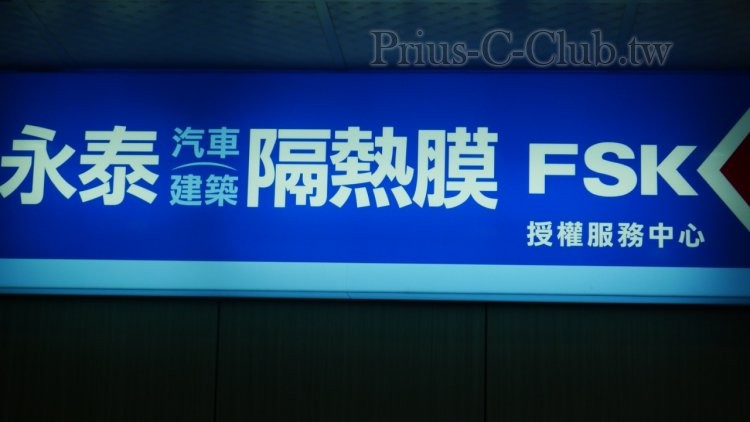 Prius-C-Club.tw
永泰 汽車 隔熱膜 FSK
建築
授權服務中心